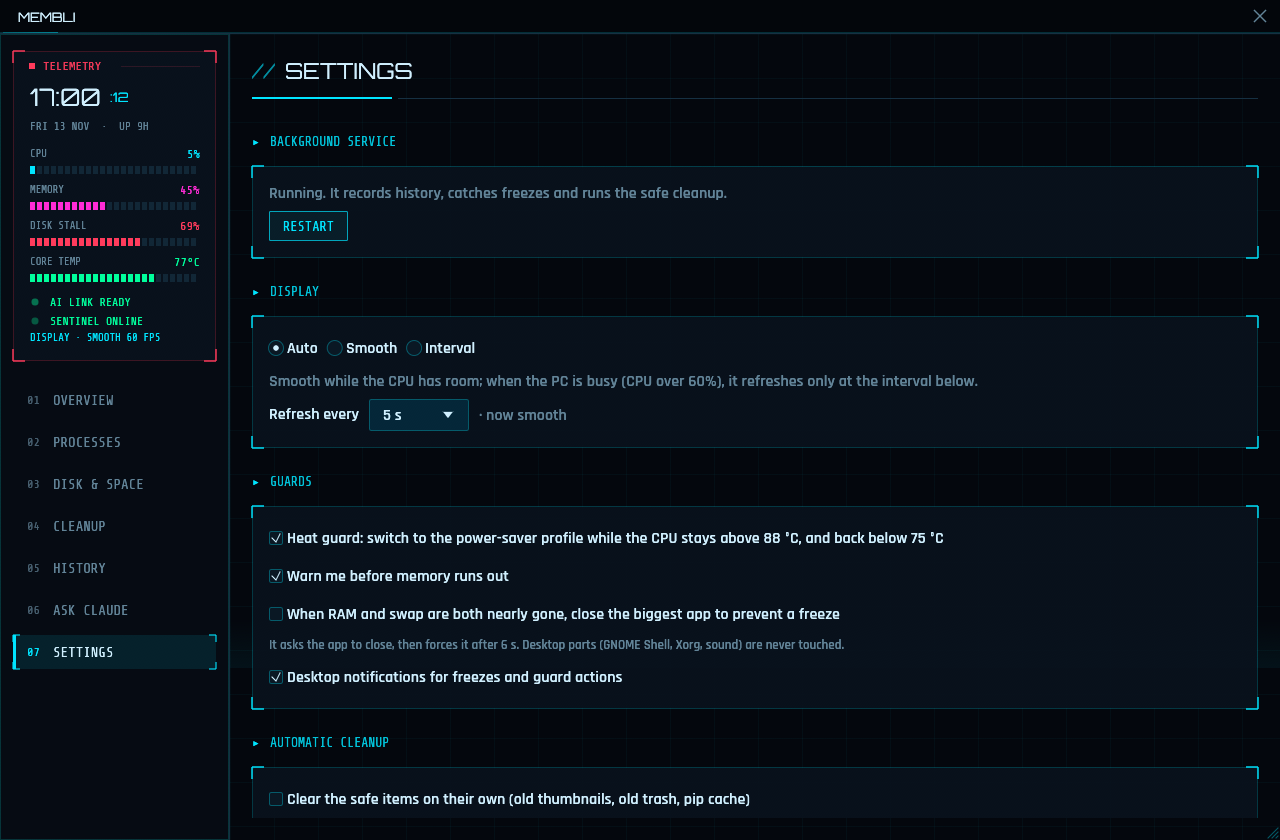 MEMBLI
TELEMETRY
17:00 :12
FRI 13 NOV · UP 9H
CPU 5%
MEMORY 45%
DISK STALL 69%
CORE TEMP 77°C
AI LINK READY
SENTINEL ONLINE
DISPLAY · SMOOTH 60 FPS
01 OVERVIEW
02 PROCESSES
03 DISK & SPACE
04 CLEANUP
05 HISTORY
06 ASK CLAUDE
07 SETTINGS
// SETTINGS
BACKGROUND SERVICE
Running. It records history, catches freezes and runs the safe cleanup.
RESTART
DISPLAY
Auto Smooth Interval
Smooth while the CPU has room; when the PC is busy (CPU over 60%), it refreshes only at the interval below.
Refresh every 5 s · now smooth
GUARDS
Heat guard: switch to the power-saver profile while the CPU stays above 88 °C, and back below 75 °C
Warn me before memory runs out
When RAM and swap are both nearly gone, close the biggest app to prevent a freeze
It asks the app to close, then forces it after 6 s. Desktop parts (GNOME Shell, Xorg, sound) are never touched.
Desktop notifications for freezes and guard actions
AUTOMATIC CLEANUP
Clear the safe items on their own (old thumbnails, old trash, pip cache)